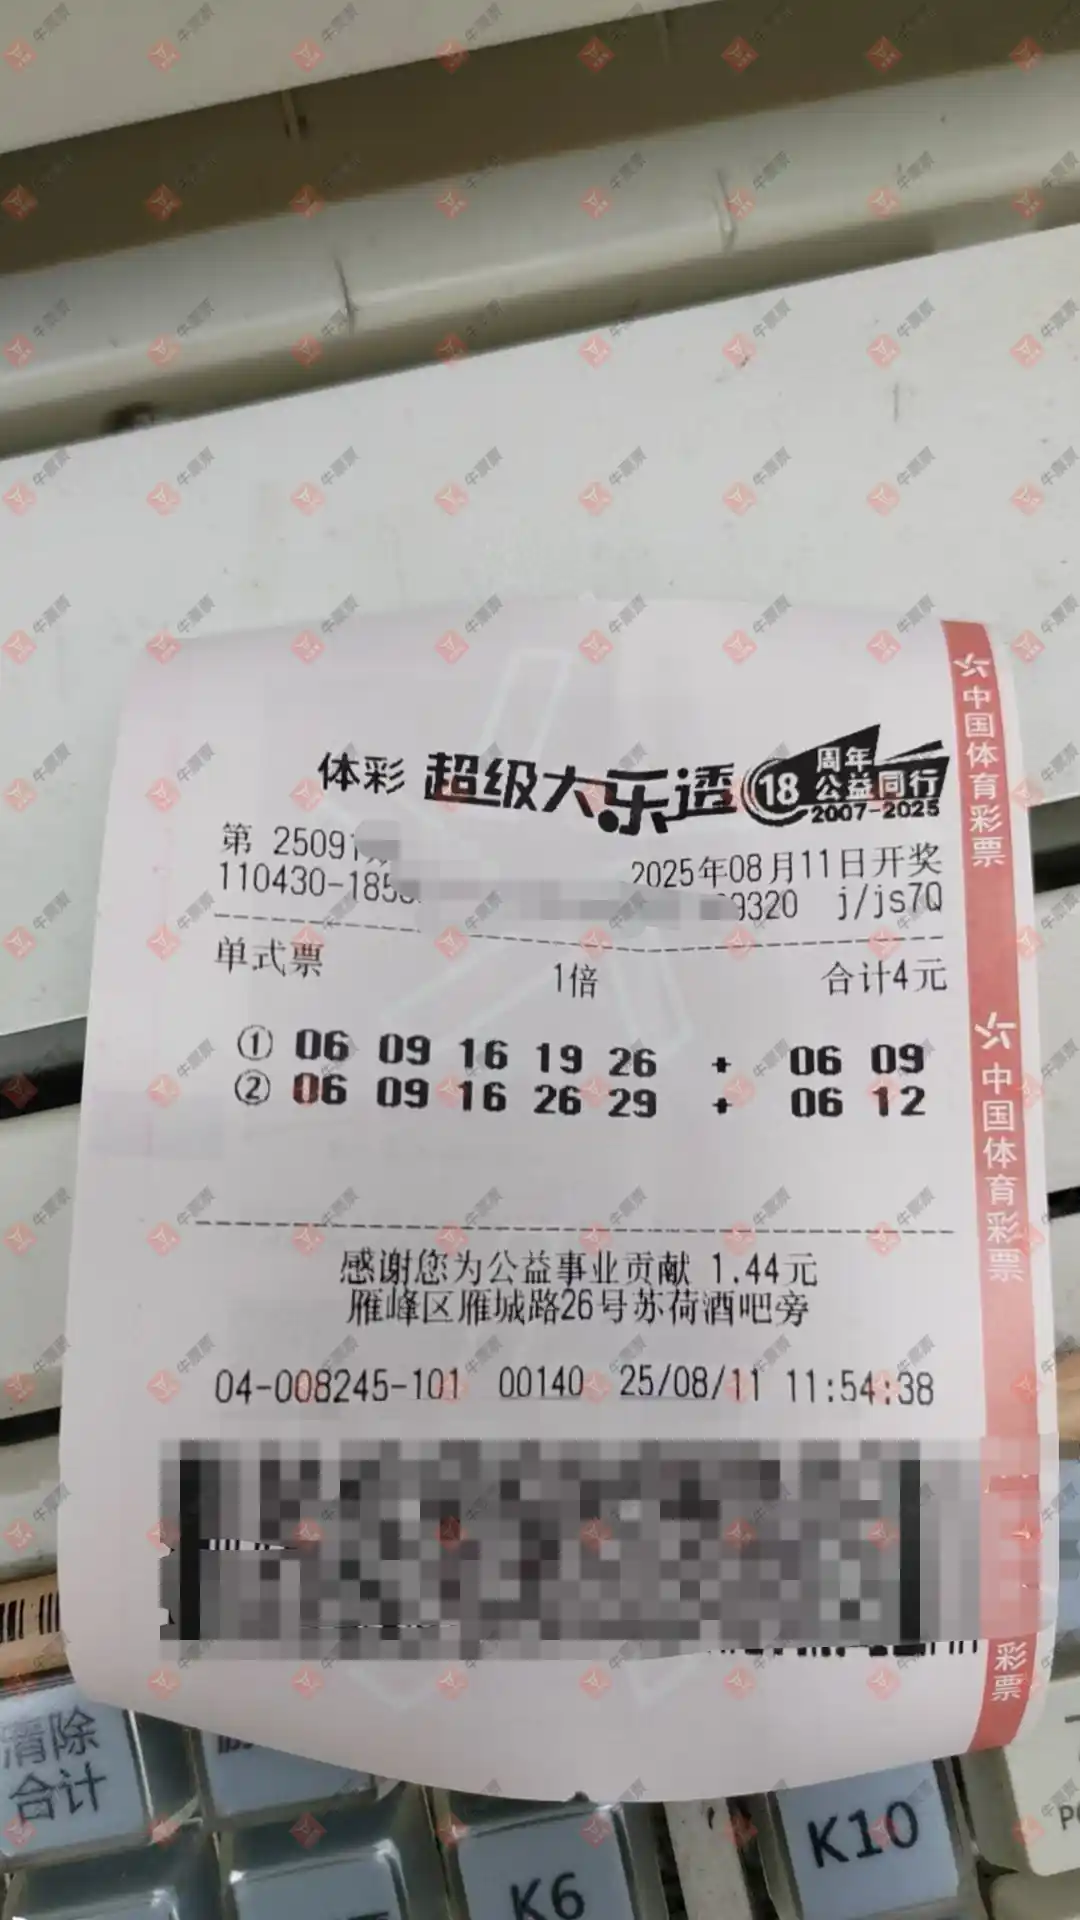 体彩 超级大乐透 18 周年 公益同行 2007-2025
第 25091
2025年08月11日开奖
110430-185
9320 j/js7Q
单式票 1倍 合计4元
① 06 09 16 19 26 + 06 09
② 06 09 16 26 29 + 06 12
感谢您为公益事业贡献 1.44元
雁峰区雁城路26号苏荷酒吧旁
04-008245-101 00140 25/08/11 11:54:38
中国体育彩票
中国体育彩票
彩票
清除
合计
K6
K10
牛票票